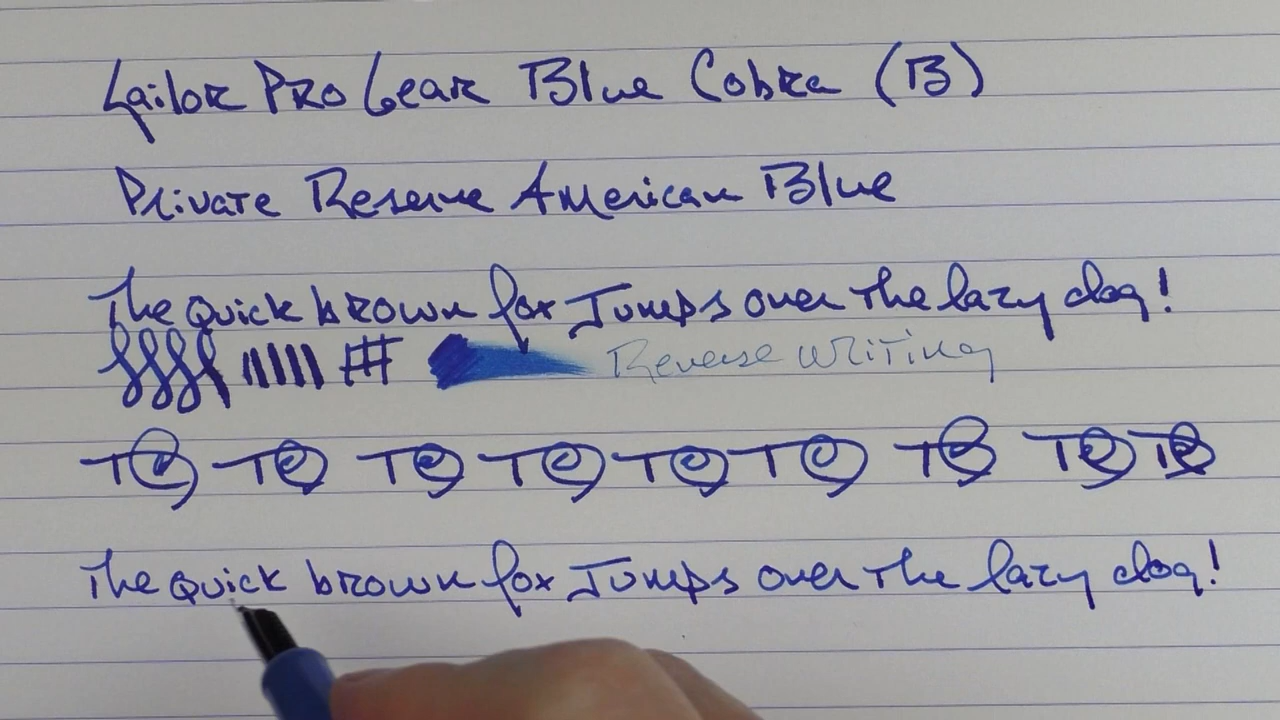 Sailor Pro Gear Blue Cobra (B)
Private Reserve American Blue
The quick brown fox Jumps over the lazy dog!
Reverse writing
The quick brown fox Jumps over the lazy dog!